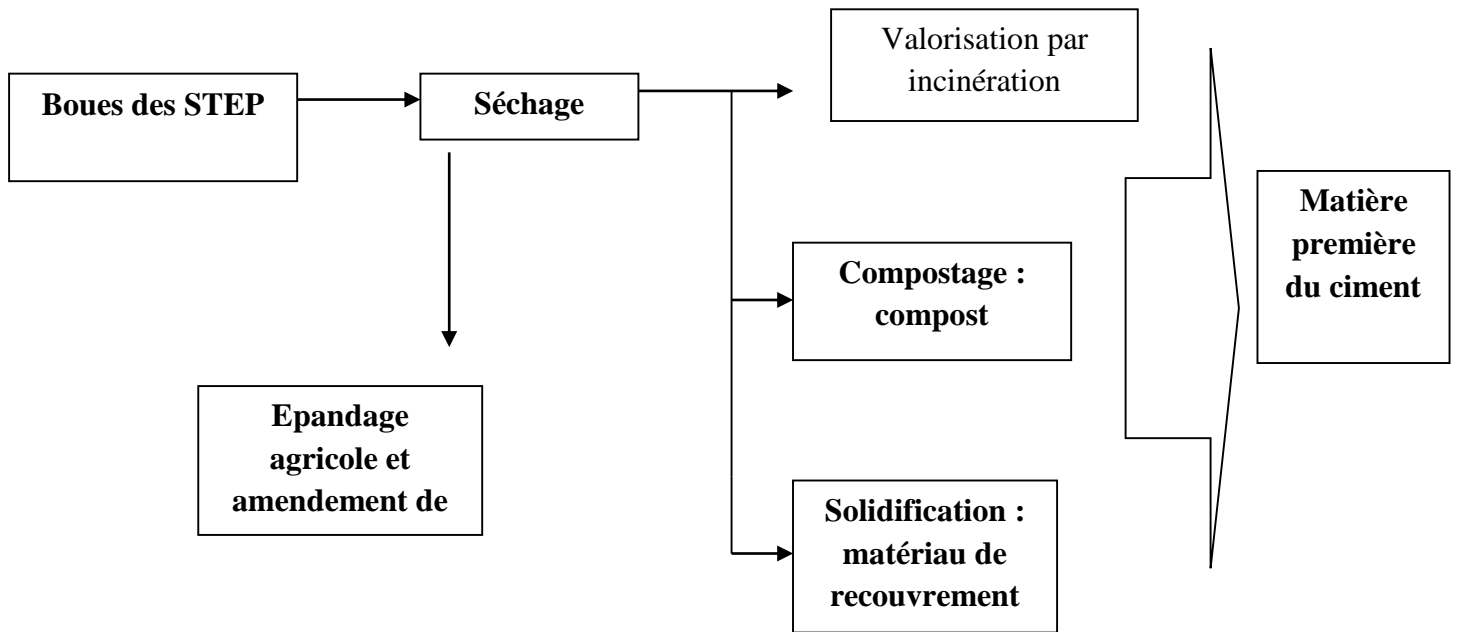 Boues des STEP
Séchage
Valorisation par
incinération
Compostage :
compost
Solidification :
matériau de
recouvrement
Epandage
agricole et
amendement de
Matière
première
du ciment